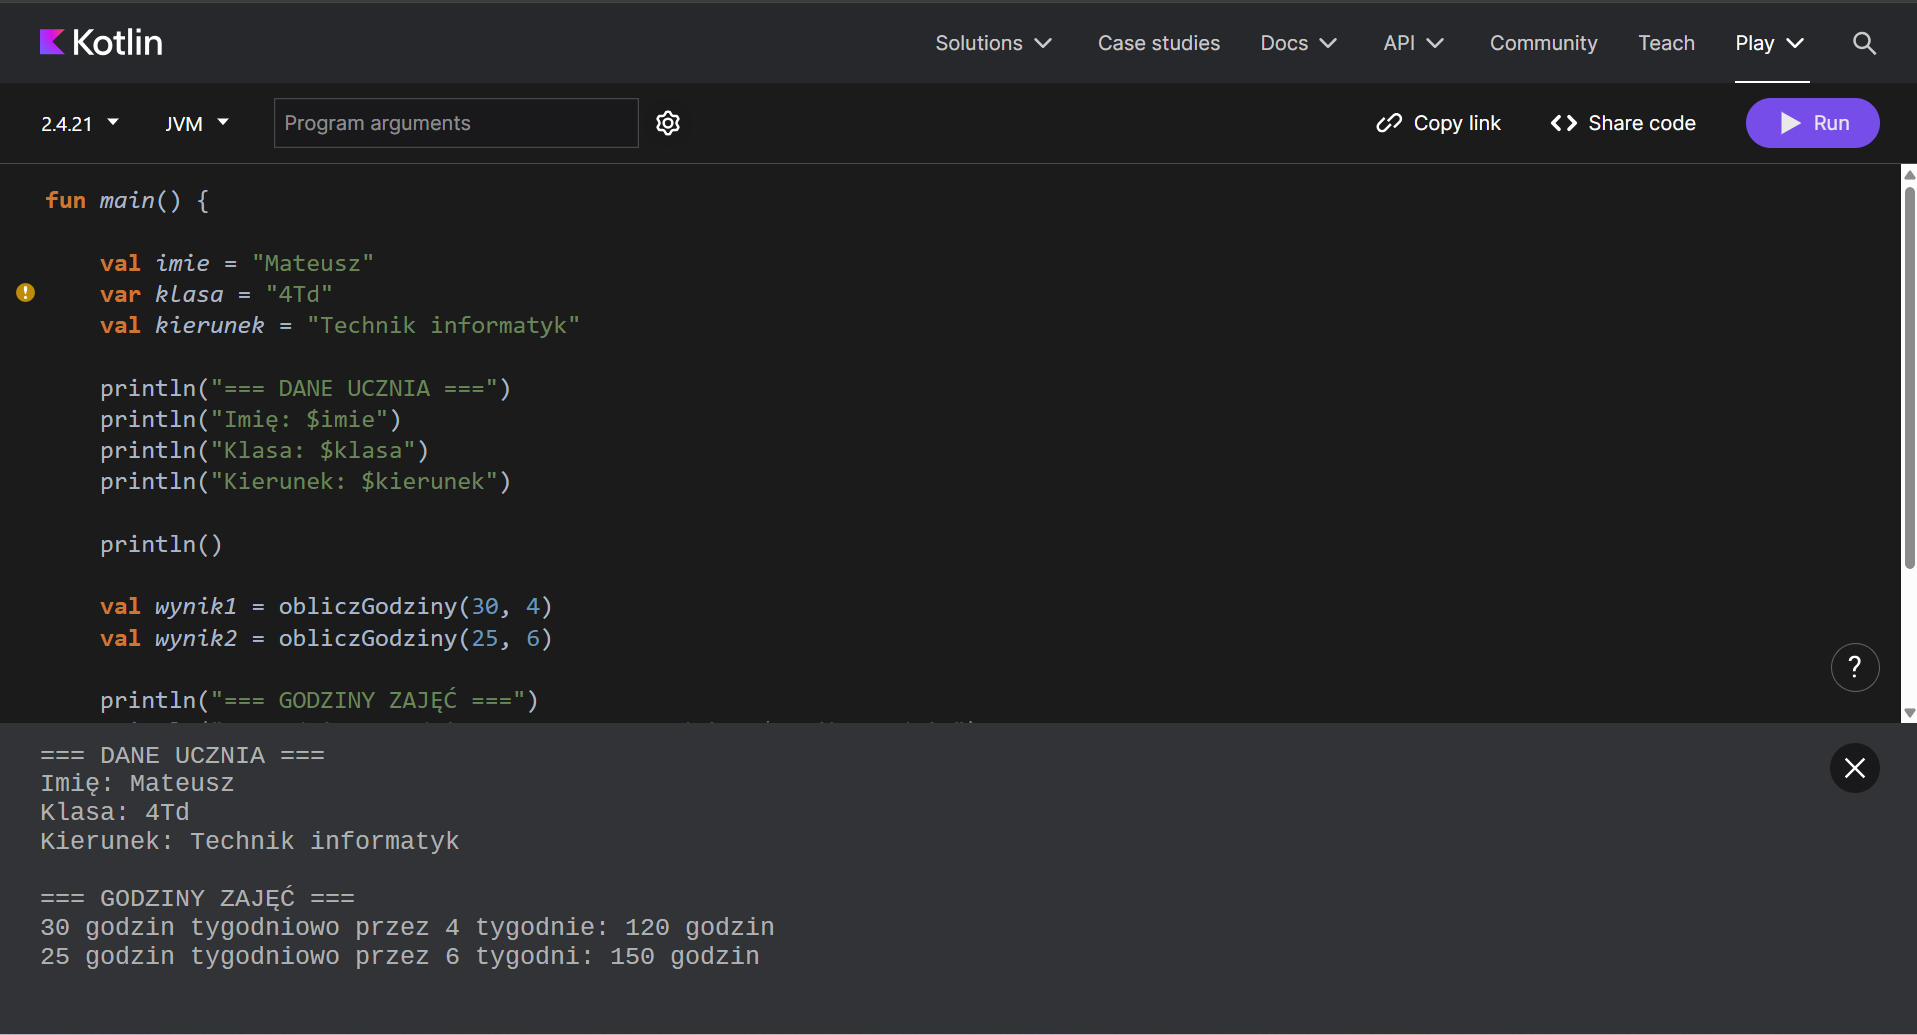 Kotlin
Solutions Case studies Docs API Community Teach Play
2.4.21 JVM Program arguments Copy link Share code Run
fun main() {
val imie = "Mateusz"
var klasa = "4Td"
val kierunek = "Technik informatyk"
println("=== DANE UCZNIA ===")
println("Imię: $imie")
println("Klasa: $klasa")
println("Kierunek: $kierunek")
println()
val wynik1 = obliczGodziny(30, 4)
val wynik2 = obliczGodziny(25, 6)
println("=== GODZINY ZAJĘĆ ===")
?
=== DANE UCZNIA ===
Imię: Mateusz
Klasa: 4Td
Kierunek: Technik informatyk
=== GODZINY ZAJĘĆ ===
30 godzin tygodniowo przez 4 tygodnie: 120 godzin
25 godzin tygodniowo przez 6 tygodni: 150 godzin